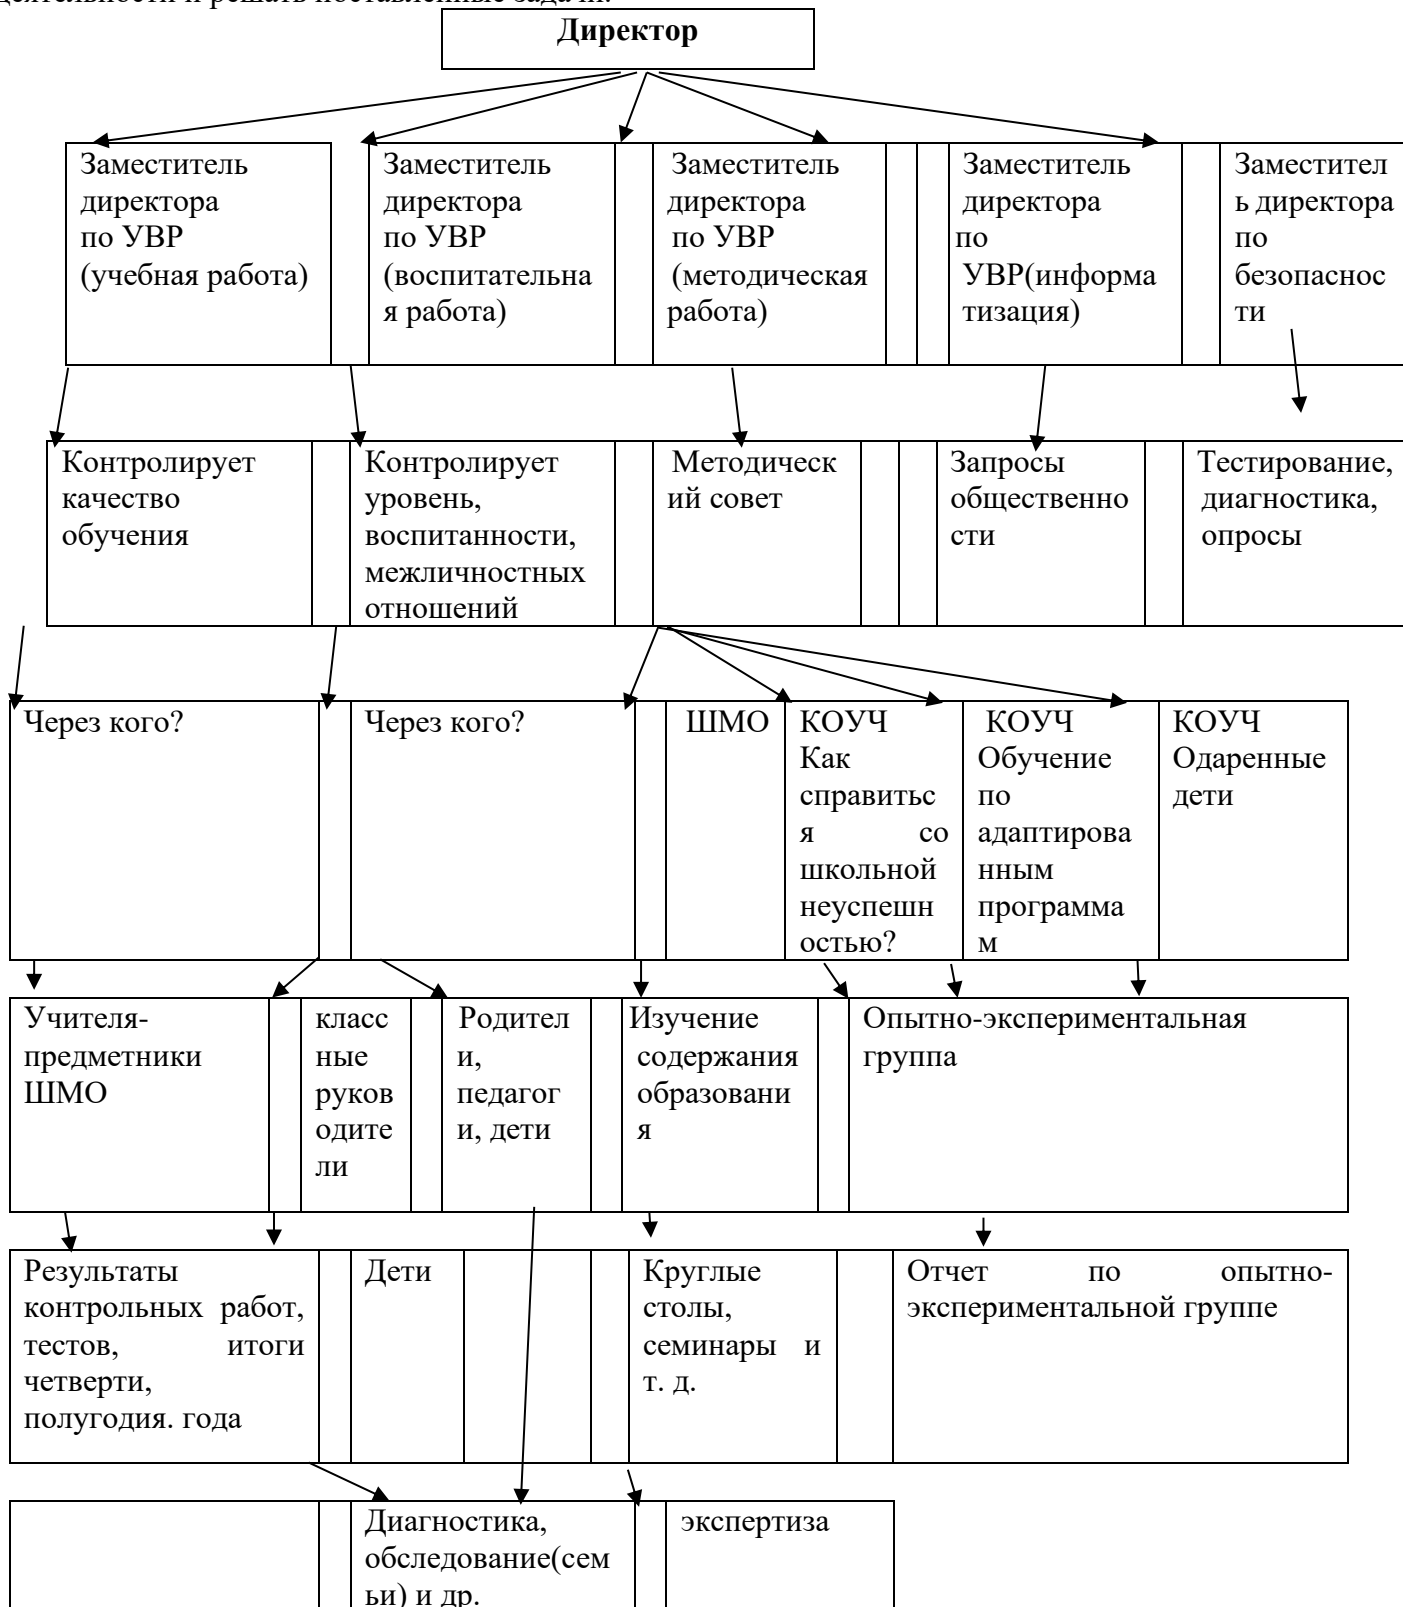 деятельности и решать поставленные задачи.
Директор
Заместитель
директора
по УВР
(учебная работа)
Заместитель
директора
по УВР
(воспитательна
я работа)
Заместитель
директора
по УВР
(методическая
работа)
Заместитель
директора
по
УВР(информа
тизация)
Заместител
ь директора
по
безопаснос
ти
Контролирует
качество
обучения
Контролирует
уровень,
воспитанности,
межличностных
отношений
Методическ
ий совет
Запросы
общественно
сти
Тестирование,
диагностика,
опросы
Через кого?
Через кого?
ШМО
КОУЧ
Как
справитьс
я со
школьной
неуспешн
остью?
КОУЧ
Обучение
по
адаптирова
нным
программа
м
КОУЧ
Одаренные
дети
Учителя-
предметники
ШМО
класс
ные
руков
одите
ли
Родител
и,
педагог
и, дети
Изучение
содержания
образовани
я
Опытно-экспериментальная
группа
Результаты
контрольных работ,
тестов, итоги
четверти,
полугодия. года
Дети
Круглые
столы,
семинары и
т. д.
Отчет по опытно-
экспериментальной группе
Диагностика,
обследование(сем
ьи) и др.
экспертиза